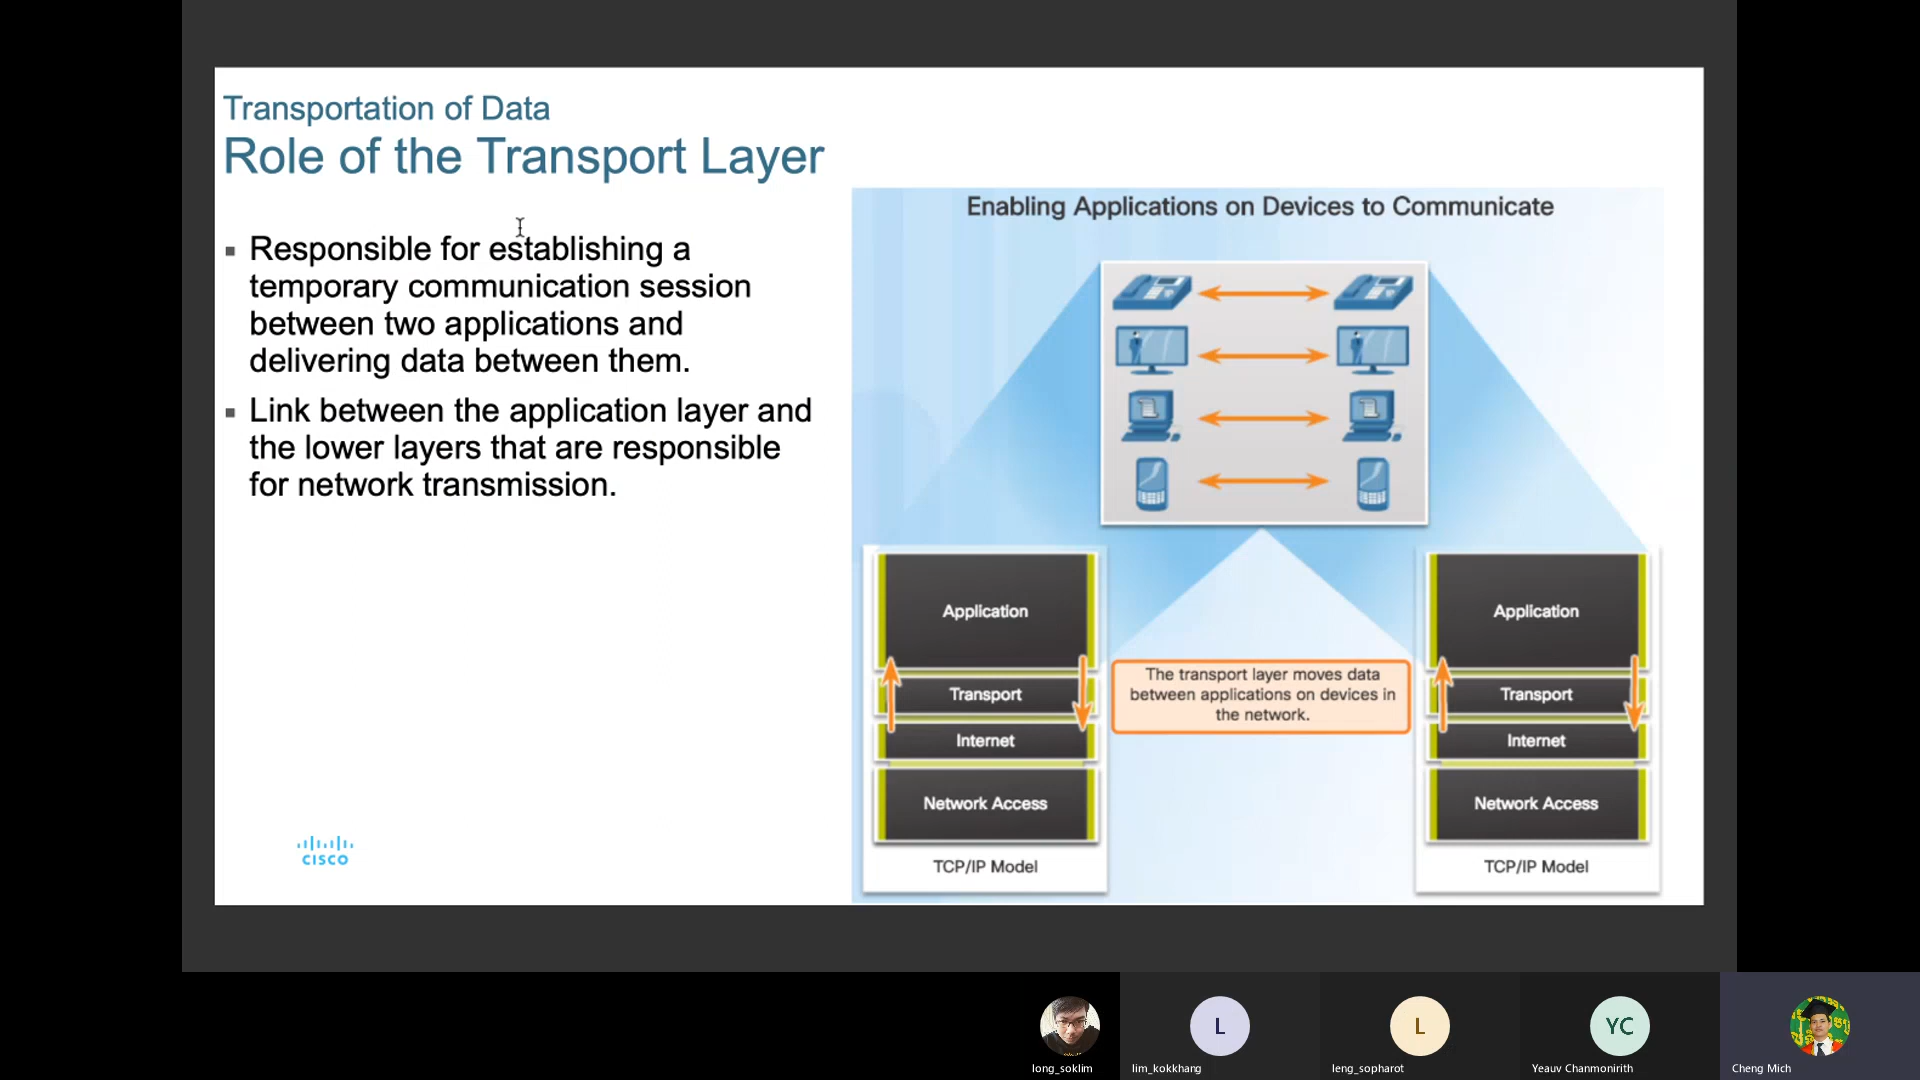 Transportation of Data
Role of the Transport Layer
▪ Responsible for establishing a
temporary communication session
between two applications and
delivering data between them.
▪ Link between the application layer and
the lower layers that are responsible
for network transmission.
Enabling Applications on Devices to Communicate
Application
Transport
Internet
Network Access
TCP/IP Model
The transport layer moves data
between applications on devices in
the network.
Application
Transport
Internet
Network Access
TCP/IP Model
CISCO
L
L
YC
long_soklim
lim_kokkhang
leng_sopharot
Yeauv Chanmonirith
Cheng Mich